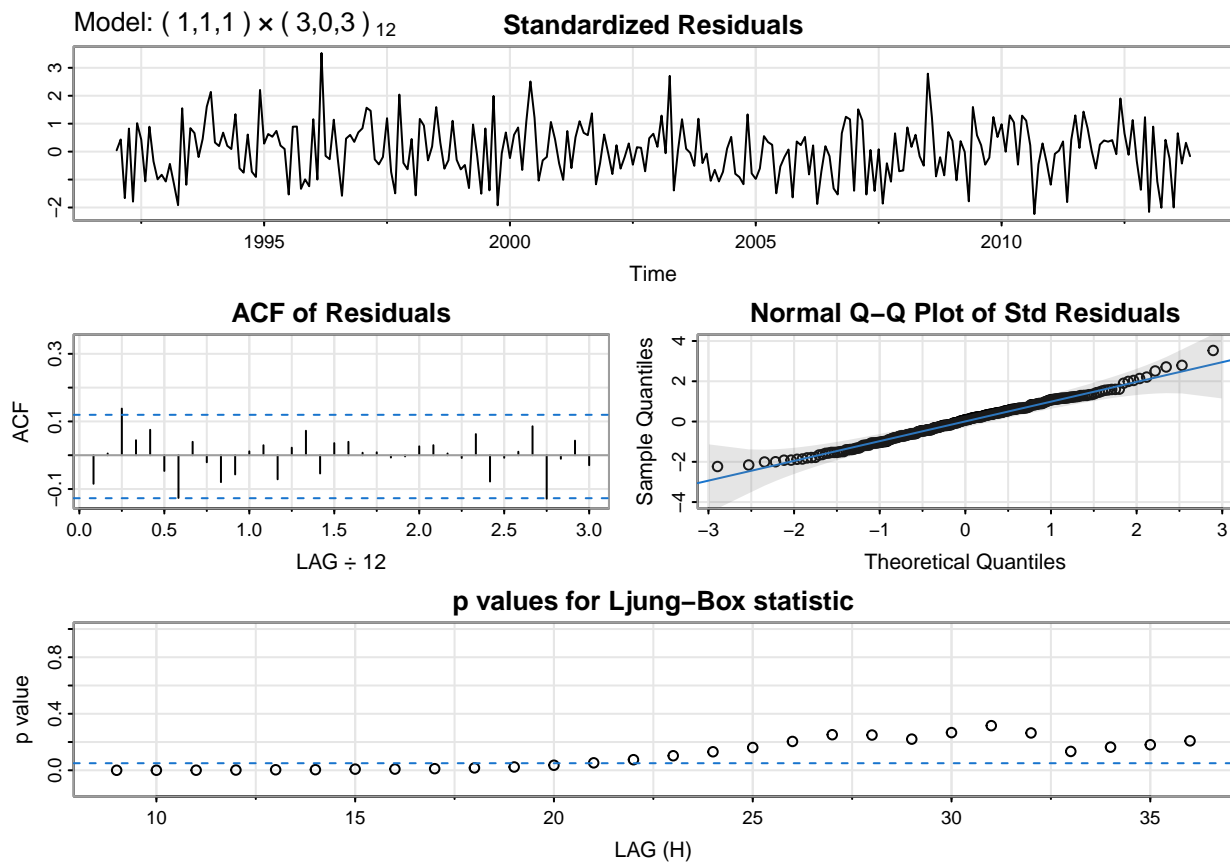 Model: ( 1,1,1 ) × ( 3,0,3 ) 12
Standardized Residuals
3
2
1
0
−1
−2
1995 2000 2005 2010
Time
ACF of Residuals
ACF
0.3
0.1
−0.1
0.0 0.5 1.0 1.5 2.0 2.5 3.0
LAG ÷ 12
Normal Q−Q Plot of Std Residuals
Sample Quantiles
4
2
0
−2
−4
−3 −2 −1 0 1 2 3
Theoretical Quantiles
p values for Ljung−Box statistic
p value
0.8
0.4
0.0
10 15 20 25 30 35
LAG (H)